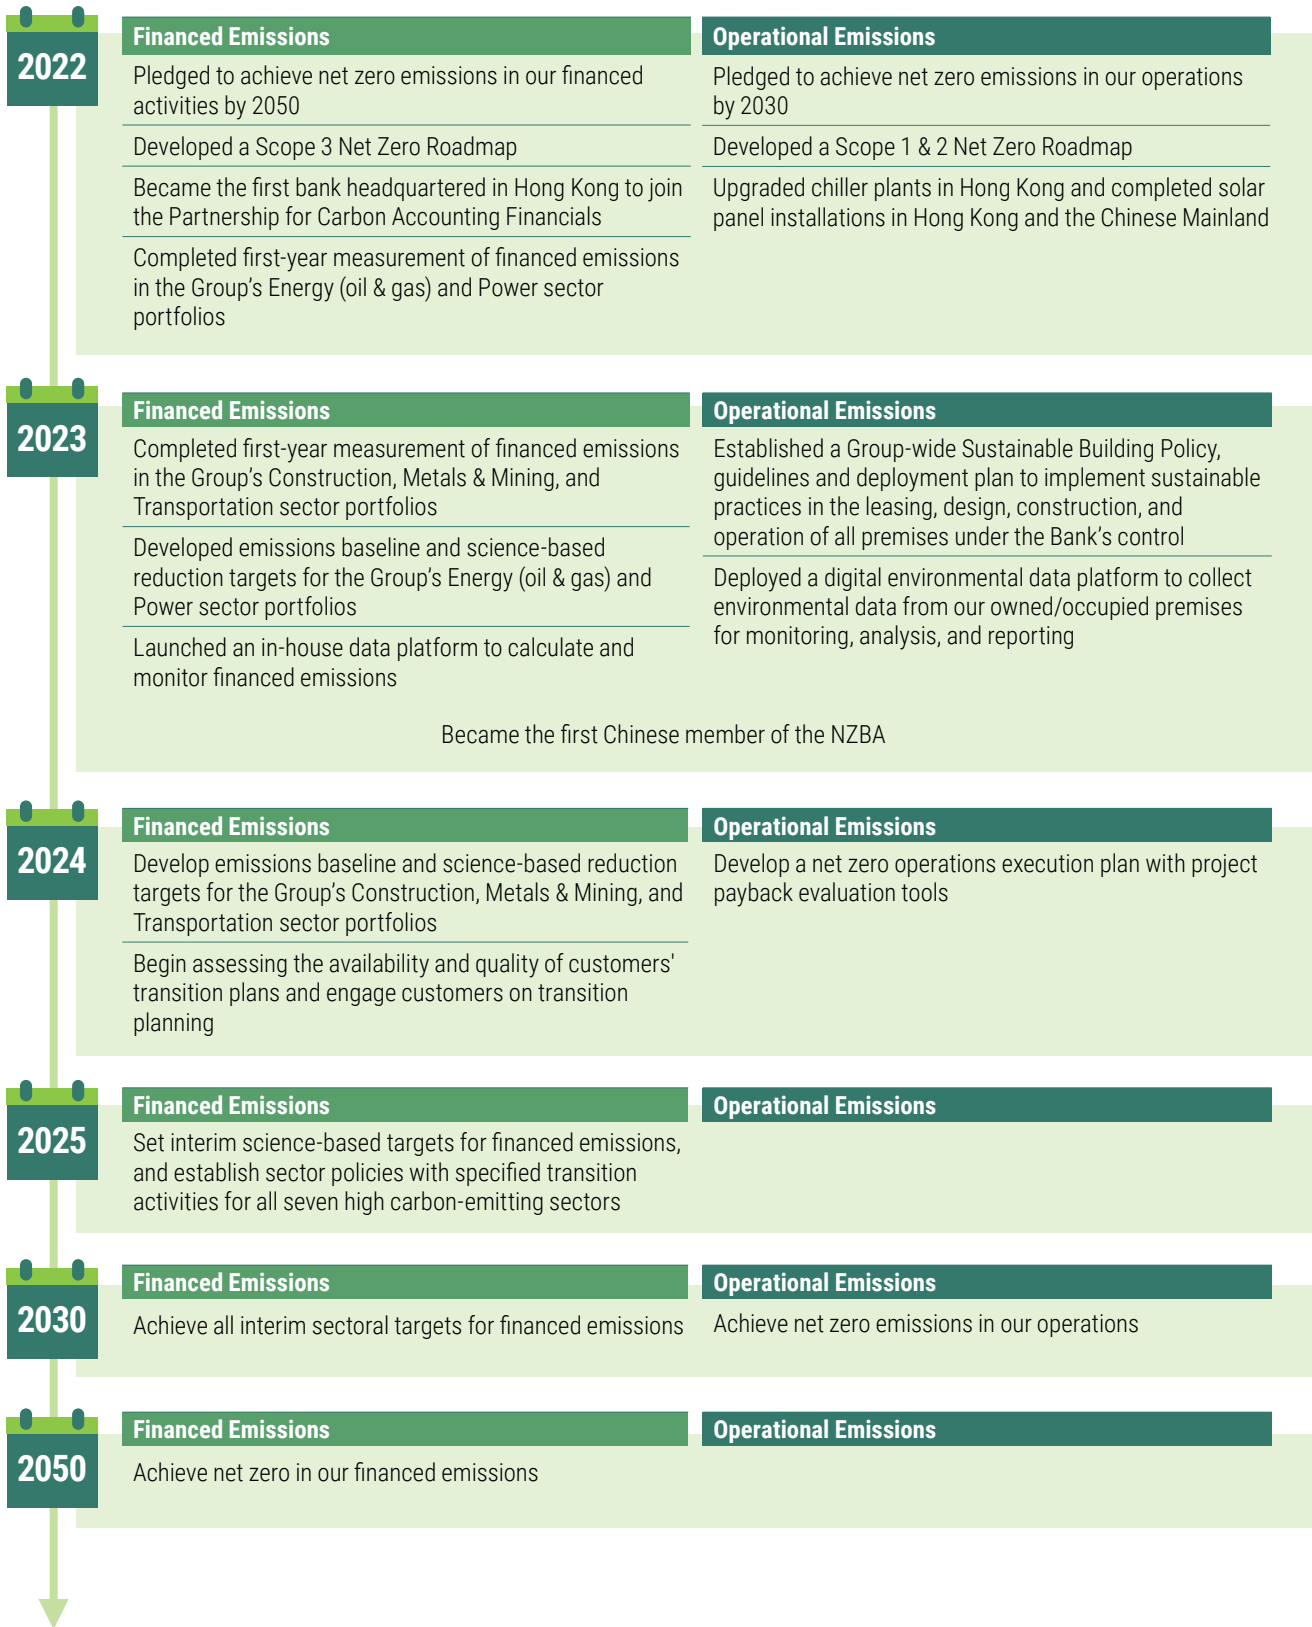 2022
Financed Emissions
Pledged to achieve net zero emissions in our financed
activities by 2050
Developed a Scope 3 Net Zero Roadmap
Became the first bank headquartered in Hong Kong to join
the Partnership for Carbon Accounting Financials
Completed first-year measurement of financed emissions
in the Group's Energy (oil & gas) and Power sector
portfolios
Operational Emissions
Pledged to achieve net zero emissions in our operations
by 2030
Developed a Scope 1 & 2 Net Zero Roadmap
Upgraded chiller plants in Hong Kong and completed solar
panel installations in Hong Kong and the Chinese Mainland
2023
Financed Emissions
Completed first-year measurement of financed emissions
in the Group's Construction, Metals & Mining, and
Transportation sector portfolios
Developed emissions baseline and science-based
reduction targets for the Group's Energy (oil & gas) and
Power sector portfolios
Launched an in-house data platform to calculate and
monitor financed emissions
Operational Emissions
Established a Group-wide Sustainable Building Policy,
guidelines and deployment plan to implement sustainable
practices in the leasing, design, construction, and
operation of all premises under the Bank's control
Deployed a digital environmental data platform to collect
environmental data from our owned/occupied premises
for monitoring, analysis, and reporting
Became the first Chinese member of the NZBA
2024
Financed Emissions
Develop emissions baseline and science-based reduction
targets for the Group's Construction, Metals & Mining, and
Transportation sector portfolios
Begin assessing the availability and quality of customers'
transition plans and engage customers on transition
planning
Operational Emissions
Develop a net zero operations execution plan with project
payback evaluation tools
2025
Financed Emissions
Set interim science-based targets for financed emissions,
and establish sector policies with specified transition
activities for all seven high carbon-emitting sectors
Operational Emissions
2030
Financed Emissions
Achieve all interim sectoral targets for financed emissions
Operational Emissions
Achieve net zero emissions in our operations
2050
Financed Emissions
Achieve net zero in our financed emissions
Operational Emissions